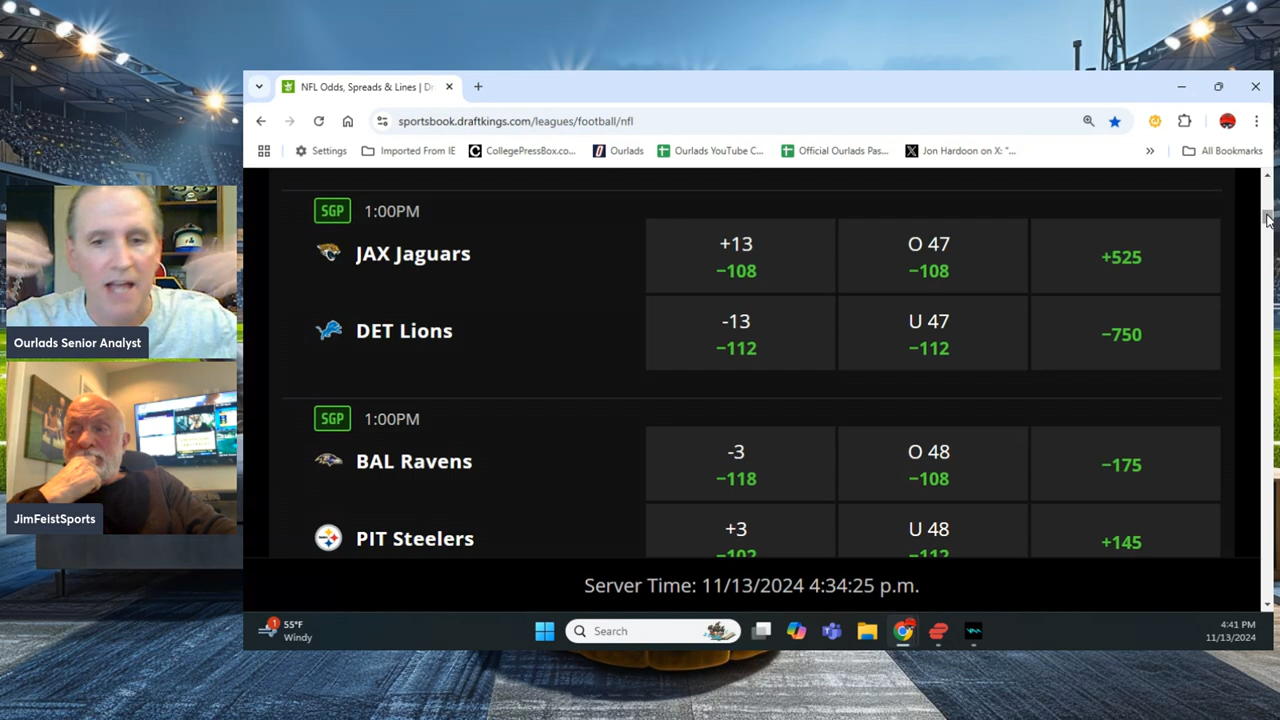 NFL Odds, Spreads & Lines | Dr
sportsbook.draftkings.com/leagues/football/nfl
Settings
Imported From IE
CollegePressBox.co...
Ourlads
Ourlads YouTube C...
Official Ourlads Pas...
Jon Hardoon on X: "...
»
All Bookmarks
SGP 1:00PM
JAX Jaguars +13 O 47 +525
−108 −108
DET Lions -13 U 47 −750
−112 −112
SGP 1:00PM
BAL Ravens -3 O 48 −175
−118 −108
PIT Steelers +3 U 48 +145
−102 −112
Server Time: 11/13/2024 4:34:25 p.m.
Ourlads Senior Analyst
JimFeistSports
1
55°F
Windy
Search
4:41 PM
11/13/2024